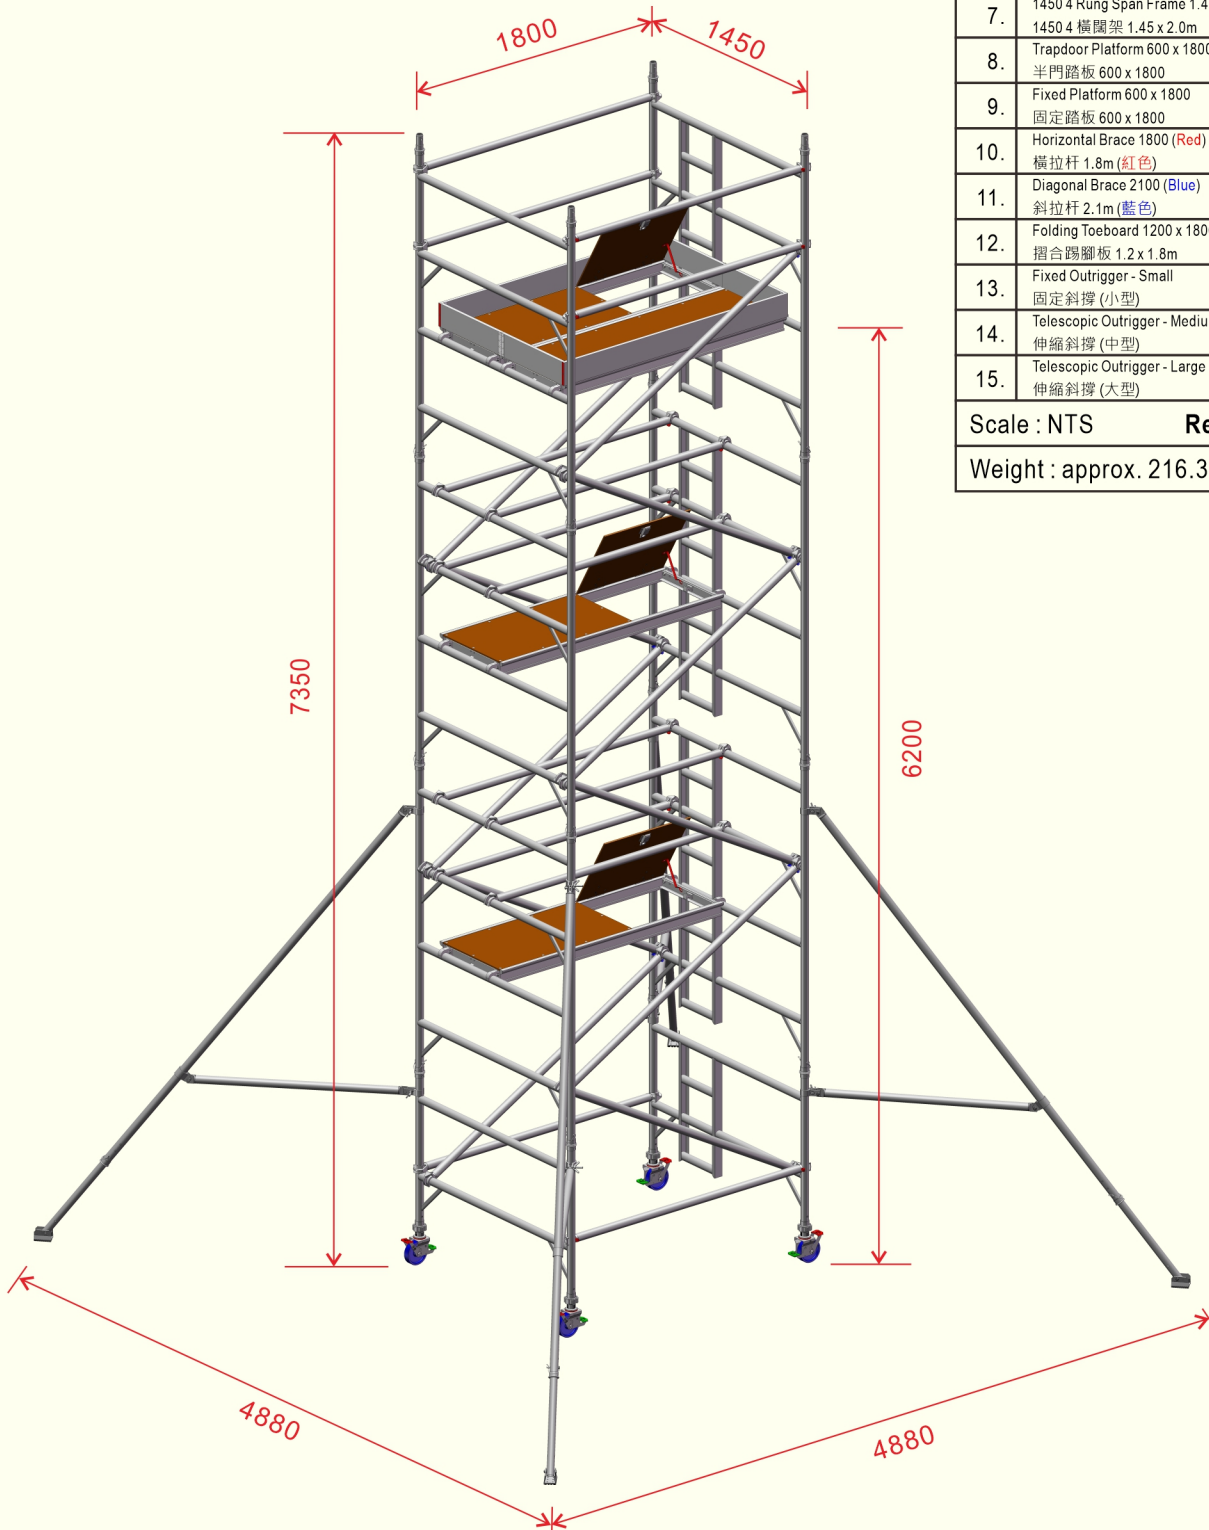 1800
1450
7350
6200
4880
4880
7.
1450 4 Rung Span Frame 1.4
1450 4 橫闊架 1.45 x 2.0m
8.
Trapdoor Platform 600 x 1800
半門踏板 600 x 1800
9.
Fixed Platform 600 x 1800
固定踏板 600 x 1800
10.
Horizontal Brace 1800 (Red)
橫拉杆 1.8m (紅色)
11.
Diagonal Brace 2100 (Blue)
斜拉杆 2.1m (藍色)
12.
Folding Toeboard 1200 x 180
摺合踢腳板 1.2 x 1.8m
13.
Fixed Outrigger - Small
固定斜撐 (小型)
14.
Telescopic Outrigger - Mediu
伸縮斜撐 (中型)
15.
Telescopic Outrigger - Large
伸縮斜撐 (大型)
Scale : NTS Re
Weight : approx. 216.3